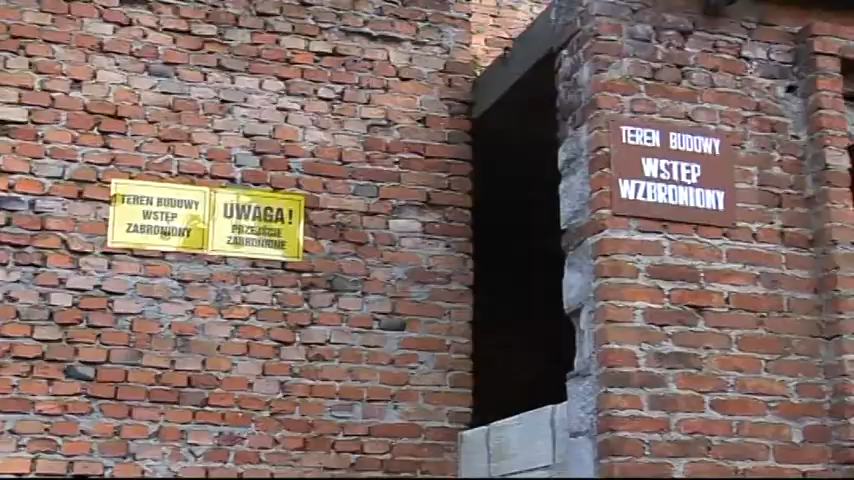 TEREN BUDOWY
WSTĘP
ZABRONIONY
UWAGA!
PRZEJŚCIE
ZABRONIONE
TEREN BUDOWY
WSTĘP
WZBRONIONY